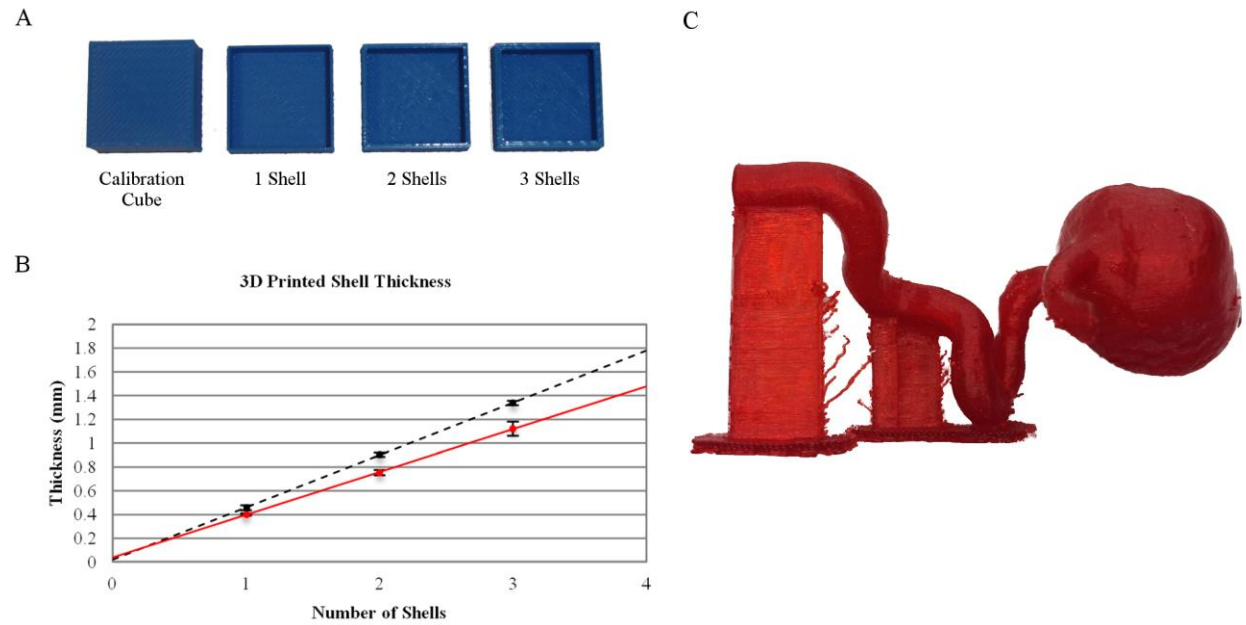 A
C
Calibration
Cube
1 Shell
2 Shells
3 Shells
B
3D Printed Shell Thickness
Thickness (mm)
2
1.8
1.6
1.4
1.2
1
0.8
0.6
0.4
0.2
0
0
1
2
3
4
Number of Shells